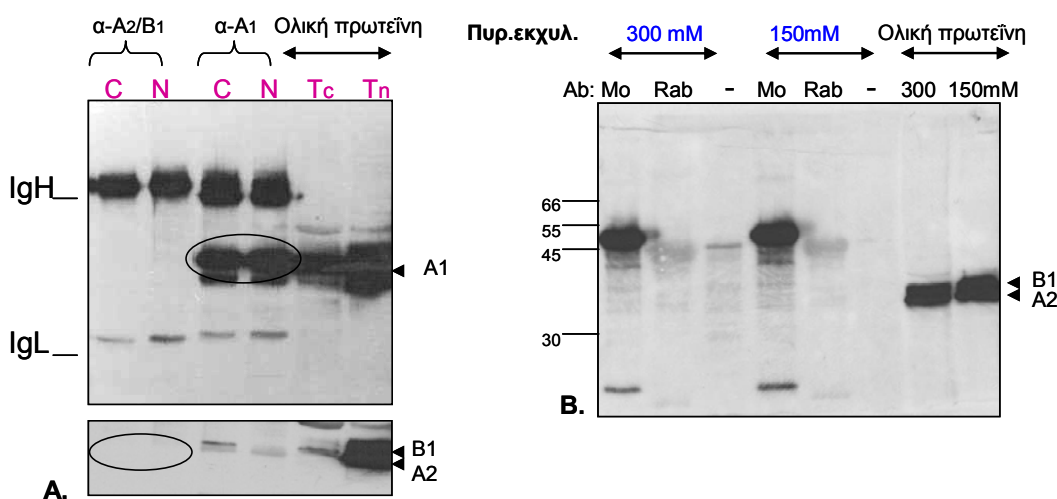 α-A2/B1 α-A1 Ολική πρωτεΐνη
C N C N Tc Tn
IgH
A1
IgL
B1
A2
A.
Πυρ.εκχυλ. 300 mM 150mM Ολική πρωτεΐνη
Ab: Mo Rab - Mo Rab - 300 150mM
66
55
45
B1
A2
30
B.